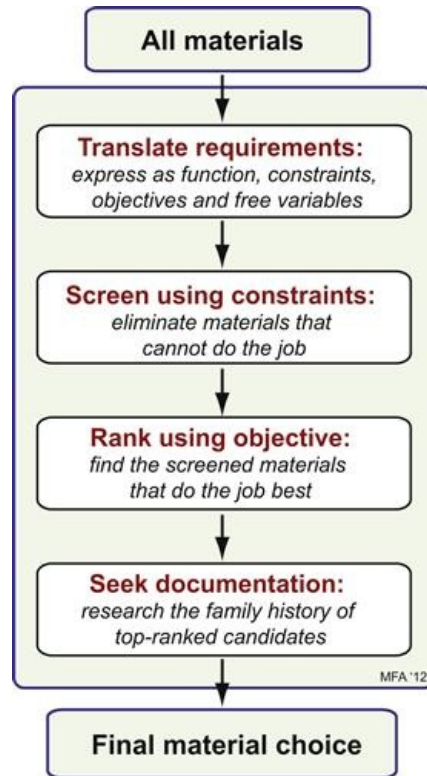 All materials
Translate requirements:
express as function, constraints,
objectives and free variables
Screen using constraints:
eliminate materials that
cannot do the job
Rank using objective:
find the screened materials
that do the job best
Seek documentation:
research the family history of
top-ranked candidates
MFA '12
Final material choice